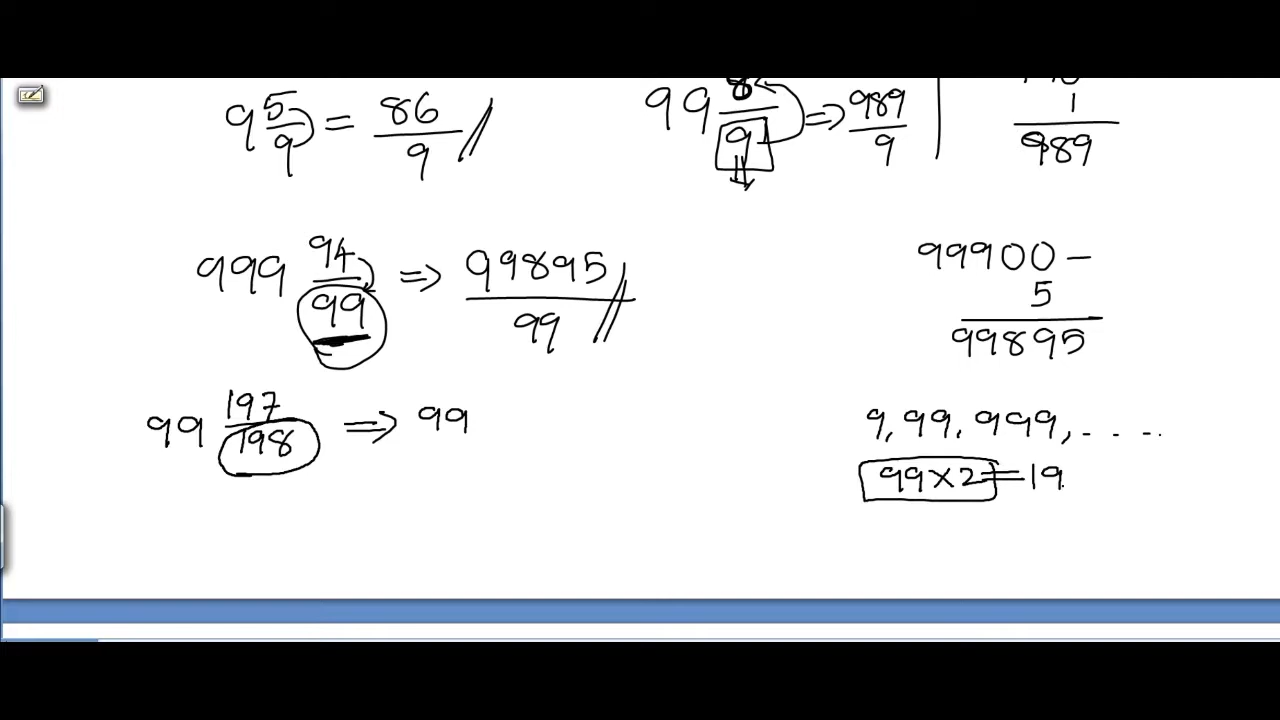 9 5/9 = 86/9 //
99 8/9 => 989/9
1
989
999 94/99 => 99895/99 //
99900 -
5
99895
99 197/198 => 99
9, 99, 999, .....
99 × 2 = 19